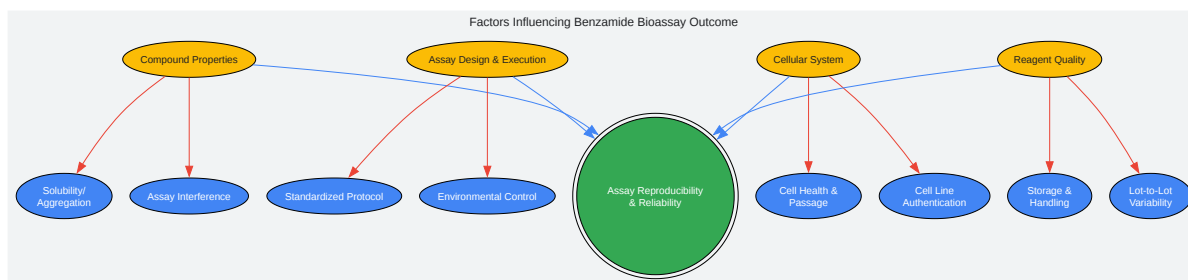 Factors Influencing Benzamide Bioassay Outcome
Compound Properties
Assay Design & Execution
Cellular System
Reagent Quality
Solubility/
Aggregation
Assay Interference
Standardized Protocol
Environmental Control
Assay Reproducibility
& Reliability
Cell Health &
Passage
Cell Line
Authentication
Storage &
Handling
Lot-to-Lot
Variability